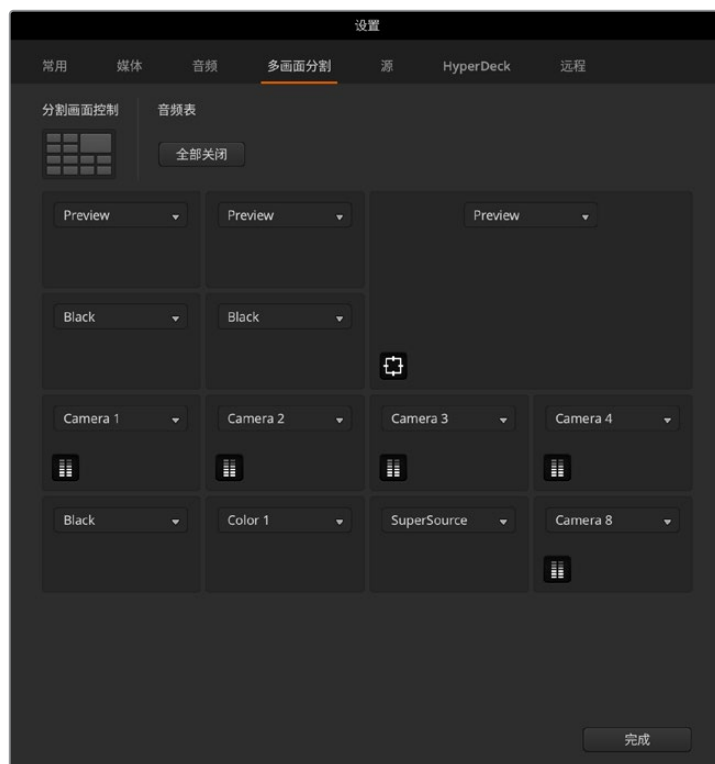 设置
常用 媒体 音频 多画面分割 源 HyperDeck 远程
分割画面控制 音频表
全部关闭
Preview Preview Preview
Black Black
Camera 1 Camera 2 Camera 3 Camera 4
Black Color 1 SuperSource Camera 8
完成